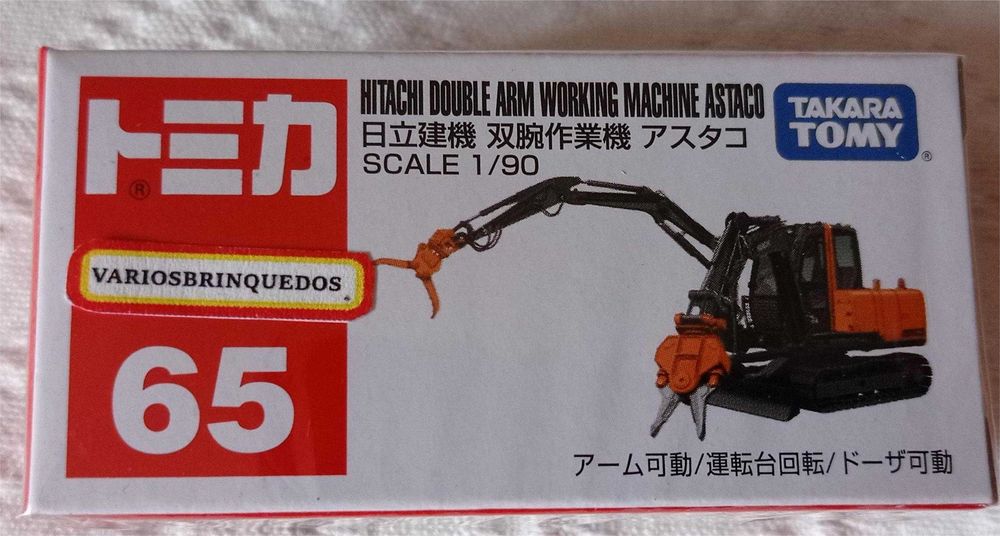 トミカ
®
VARIOSBRINQUEDOS
65
HITACHI DOUBLE ARM WORKING MACHINE ASTACO
日立建機 双腕作業機 アスタコ
SCALE 1/90
TAKARA
TOMY
®
アーム可動/運転台回転/ドーザ可動